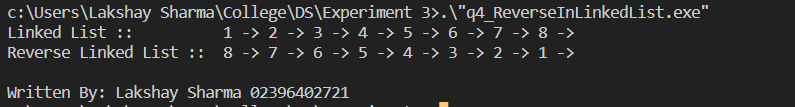 c:\Users\Lakshay Sharma\College\DS\Experiment 3>.\"q4_ReverseInLinkedList.exe"
Linked List ::          1 -> 2 -> 3 -> 4 -> 5 -> 6 -> 7 -> 8 ->
Reverse Linked List ::  8 -> 7 -> 6 -> 5 -> 4 -> 3 -> 2 -> 1 ->
Written By: Lakshay Sharma 02396402721